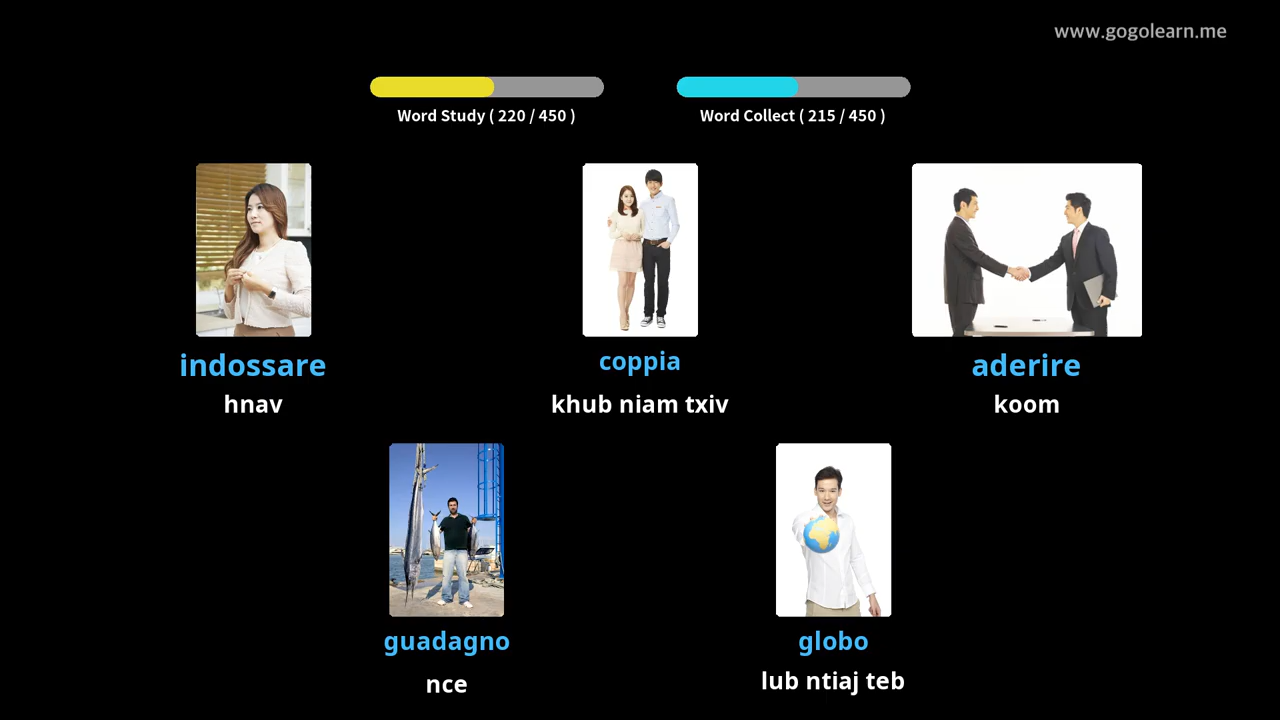 www.gogolearn.me
Word Study ( 220 / 450 )
Word Collect ( 215 / 450 )
indossare
hnav
coppia
khub niam txiv
aderire
koom
guadagno
nce
globo
lub ntiaj teb